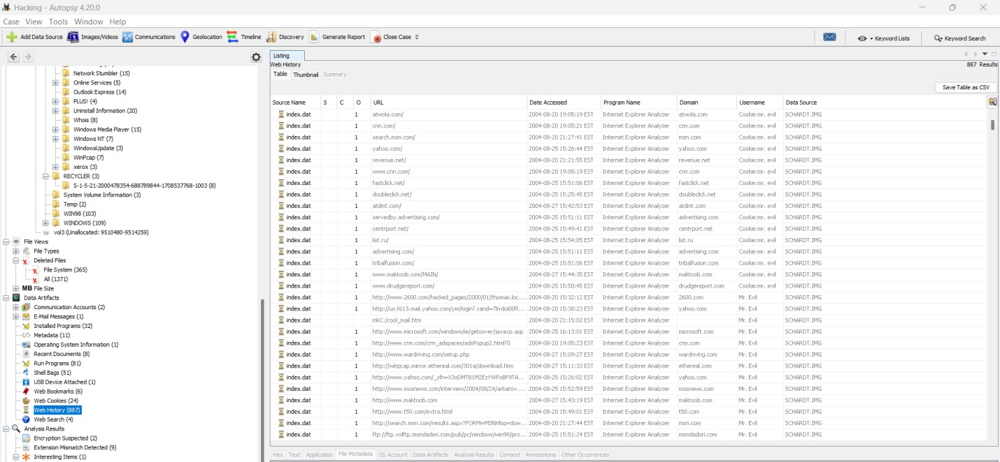 Hacking - Autopsy 4.20.0
Case View Tools Window Help
Add Data Source Images/Videos Communications Geolocation Timeline Discovery Generate Report Close Case Keyword Lists Keyword Search
Network Stumbler (15)
Online Services (5)
Outlook Express (14)
PLUS! (4)
Uninstall Information (20)
Whois (8)
Windows Media Player (15)
Windows NT (7)
WindowsUpdate (3)
WinPcap (7)
xerox (3)
RECYCLER (3)
S-1-5-21-2000478354-688789844-1708537768-1003 (8)
System Volume Information (3)
Temp (2)
WIN98 (103)
WINDOWS (109)
vol3 (Unallocated: 9510480-9514259)
File Views
File Types
Deleted Files
File System (365)
All (1371)
MB File Size
Data Artifacts
Communication Accounts (2)
E-Mail Messages (1)
Installed Programs (32)
Metadata (11)
Operating System Information (1)
Recent Documents (8)
Run Programs (81)
Shell Bags (51)
USB Device Attached (1)
Web Bookmarks (6)
Web Cookies (24)
Web History (887)
Web Search (4)
Analysis Results
Encryption Suspected (2)
Extension Mismatch Detected (9)
Interesting Items (1)
Listing
Web History 887 Results
Table Thumbnail Summary
Save Table as CSV
Source Name S C O URL Date Accessed Program Name Domain Username Data Source
index.dat 1 atwola.com/ 2004-08-20 19:05:19 EST Internet Explorer Analyzer atwola.com Cookie:mr. evil SCHARDT.IMG
index.dat 1 cnn.com/ 2004-08-20 19:05:21 EST Internet Explorer Analyzer cnn.com Cookie:mr. evil SCHARDT.IMG
index.dat 1 search.msn.com/ 2004-08-20 21:27:41 EST Internet Explorer Analyzer msn.com Cookie:mr. evil SCHARDT.IMG
index.dat 1 yahoo.com/ 2004-08-25 15:26:44 EST Internet Explorer Analyzer yahoo.com Cookie:mr. evil SCHARDT.IMG
index.dat 1 revenue.net/ 2004-08-20 21:21:55 EST Internet Explorer Analyzer revenue.net Cookie:mr. evil SCHARDT.IMG
index.dat 1 www.cnn.com/ 2004-08-20 19:05:19 EST Internet Explorer Analyzer cnn.com Cookie:mr. evil SCHARDT.IMG
index.dat 1 fastclick.net/ 2004-08-25 15:51:06 EST Internet Explorer Analyzer fastclick.net Cookie:mr. evil SCHARDT.IMG
index.dat 1 doubleclick.net/ 2004-08-20 15:25:45 EST Internet Explorer Analyzer doubleclick.net Cookie:mr. evil SCHARDT.IMG
index.dat 1 atdmt.com/ 2004-08-27 15:42:53 EST Internet Explorer Analyzer atdmt.com Cookie:mr. evil SCHARDT.IMG
index.dat 1 servedby.advertising.com/ 2004-08-25 15:51:11 EST Internet Explorer Analyzer advertising.com Cookie:mr. evil SCHARDT.IMG
index.dat 1 centrport.net/ 2004-08-25 15:49:41 EST Internet Explorer Analyzer centrport.net Cookie:mr. evil SCHARDT.IMG
index.dat 1 list.ru/ 2004-08-25 15:54:05 EST Internet Explorer Analyzer list.ru Cookie:mr. evil SCHARDT.IMG
index.dat 1 advertising.com/ 2004-08-25 15:51:11 EST Internet Explorer Analyzer advertising.com Cookie:mr. evil SCHARDT.IMG
index.dat 1 tribalfusion.com/ 2004-08-25 15:51:06 EST Internet Explorer Analyzer tribalfusion.com Cookie:mr. evil SCHARDT.IMG
index.dat 1 www.maktoob.com/MAIN/ 2004-08-27 15:44:35 EST Internet Explorer Analyzer maktoob.com Cookie:mr. evil SCHARDT.IMG
index.dat 1 www.drudgereport.com/ 2004-08-25 15:50:45 EST Internet Explorer Analyzer drudgereport.com Cookie:mr. evil SCHARDT.IMG
index.dat 1 http://www.2600.com/hacked_pages/2000/01/thomas.loc.... 2004-08-20 15:32:12 EST Internet Explorer Analyzer 2600.com Mr. Evil SCHARDT.IMG
index.dat 1 2004-08-20 15:38:23 EST Internet Explorer Analyzer yahoo.com Mr. Evil SCHARDT.IMG
index.dat mkC:/cool_mail.htm 2004-08-20 21:15:02 EST Internet Explorer Analyzer Mr. Evil SCHARDT.IMG
index.dat 1 http://www.microsoft.com/windows/ie/getosver/javaxp.asp 2004-08-25 16:13:01 EST Internet Explorer Analyzer microsoft.com Mr. Evil SCHARDT.IMG
index.dat 1 http://www.cnn.com/cnn_adspaces/adsPopup2.html?0 2004-08-20 19:05:23 EST Internet Explorer Analyzer cnn.com Mr. Evil SCHARDT.IMG
index.dat 1 http://www.wardriving.com/setup.php 2004-08-27 15:09:27 EST Internet Explorer Analyzer wardriving.com Mr. Evil SCHARDT.IMG
index.dat 1 http://winpcap.mirror.ethereal.com/301a/download.htm 2004-08-27 15:11:33 EST Internet Explorer Analyzer ethereal.com Mr. Evil SCHARDT.IMG
index.dat 1 2004-08-25 15:26:02 EST Internet Explorer Analyzer yahoo.com Mr. Evil SCHARDT.IMG
index.dat 1 http://www.mosnews.com/interview/2004/08/24/arbatov.... 2004-08-25 15:52:59 EST Internet Explorer Analyzer mosnews.com Mr. Evil SCHARDT.IMG
index.dat 1 http://www.maktoob.com 2004-08-27 15:43:19 EST Internet Explorer Analyzer maktoob.com Mr. Evil SCHARDT.IMG
index.dat 1 http://www.t50.com/extra.html 2004-08-20 15:49:01 EST Internet Explorer Analyzer t50.com Mr. Evil SCHARDT.IMG
index.dat 1 http://search.msn.com/results.aspx?FORM=MSNH&q=dow... 2004-08-20 21:27:44 EST Internet Explorer Analyzer msn.com Mr. Evil SCHARDT.IMG
index.dat 1 ftp://ftp.volftp.mondadori.com/pub/pc/windows/win98/pro... 2004-08-25 15:51:24 EST Internet Explorer Analyzer mondadori.com Mr. Evil SCHARDT.IMG
Hex Text Application File Metadata OS Account Data Artifacts Analysis Results Context Annotations Other Occurrences